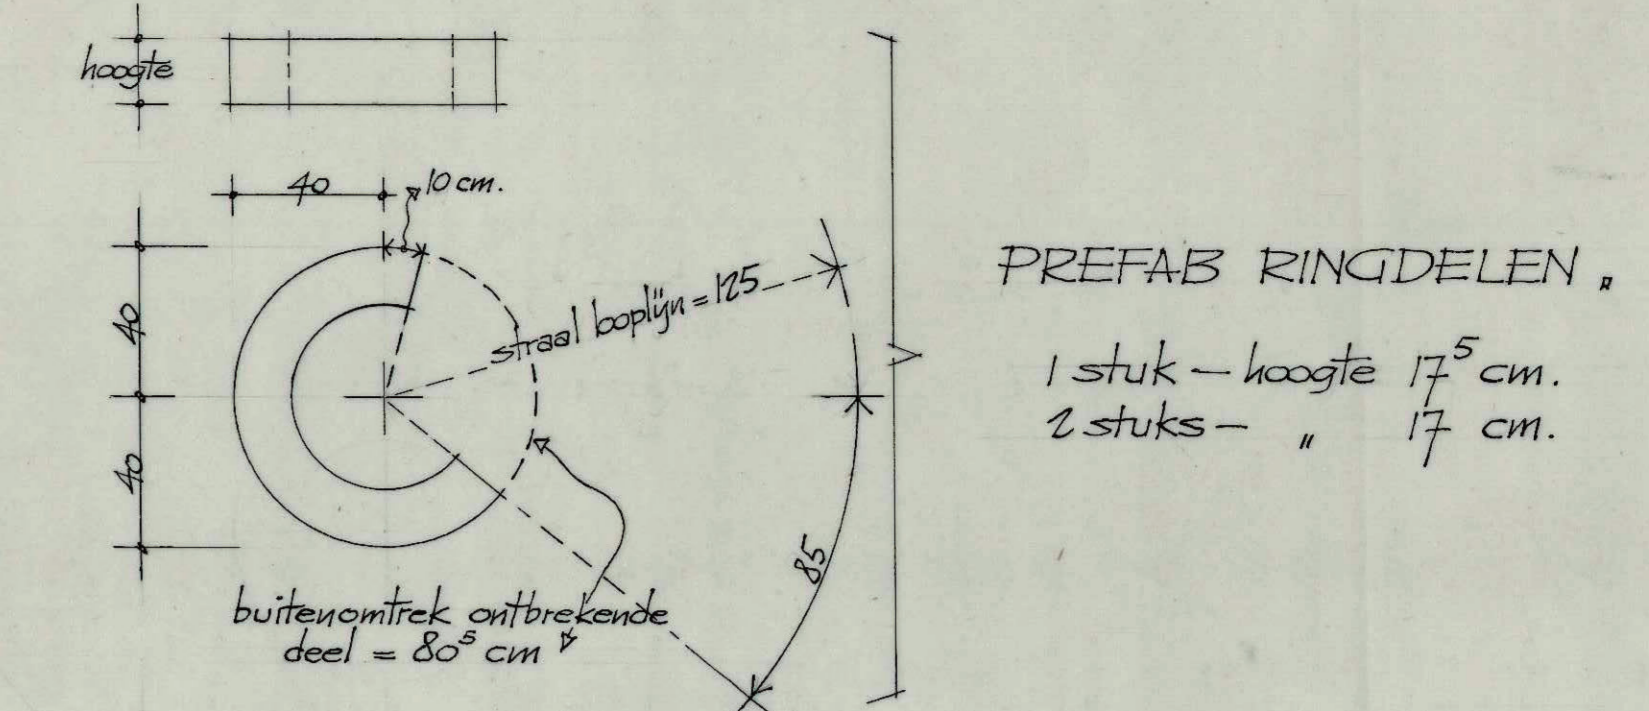 hoogte
40
10 cm.
40
40
straal looplijn = 125
85
buitenomtrek ontbrekende
deel = 80⁵ cm
PREFAB RINGDELEN.
1 stuk – hoogte 17⁵ cm.
2 stuks – „ 17 cm.